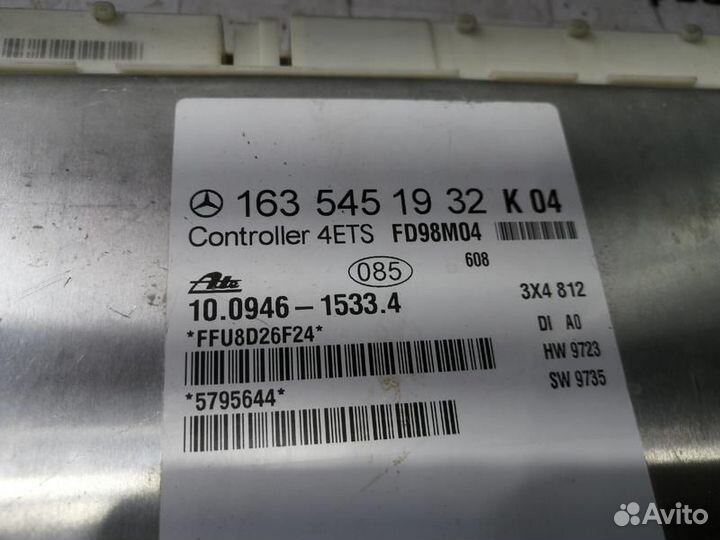 163 545 19 32 K 04
Controller 4ETS FD98M04
608
085
Ate
10.0946-1533.4
3X4 812
*FFU8D26F24*
DI A0
HW 9723
*5795644*
SW 9735
Avito